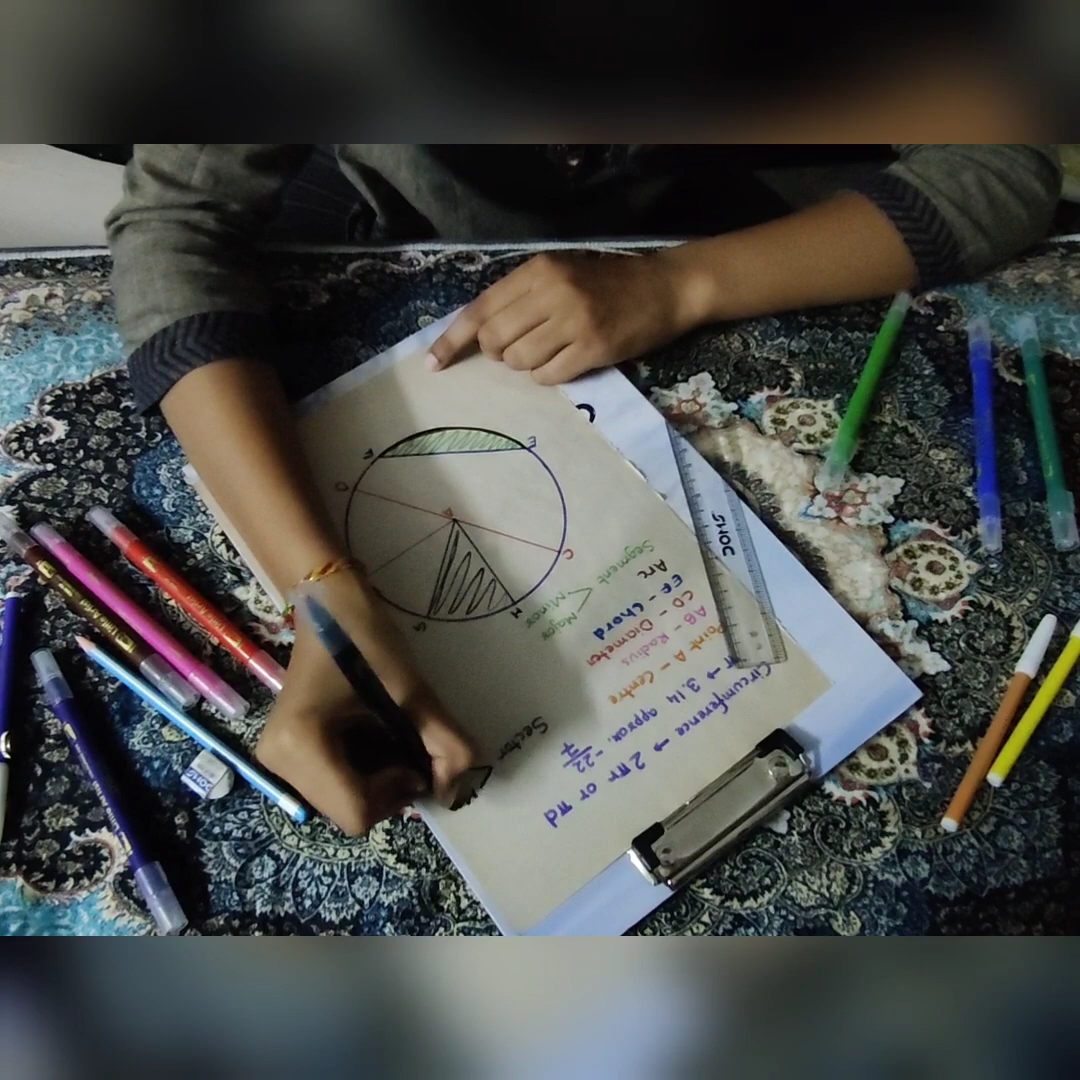 Circumference → 2πr or πd
π → 3.14 approx. - 22/7
Point A - Centre
AB - Radius
CD - Diameter
EF - Chord
Arc
Segment < Minor
Major
Sector
E
C
H
G
JOHS